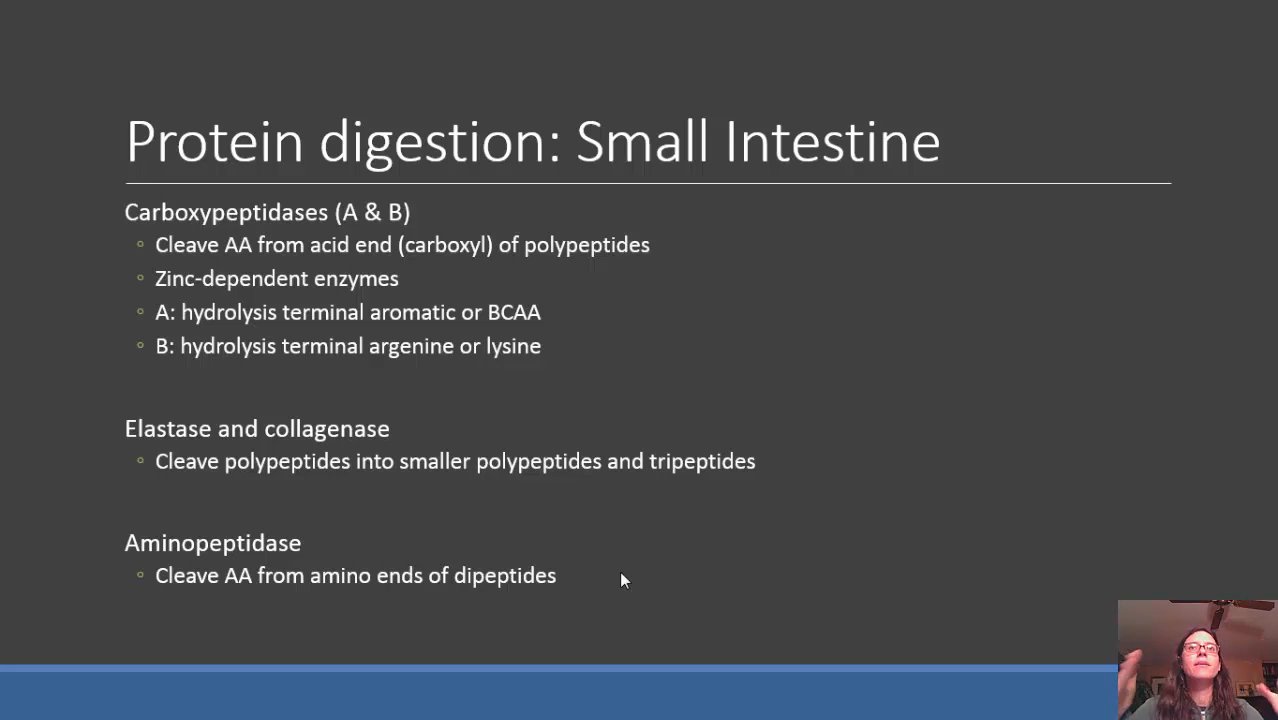 Protein digestion: Small Intestine
Carboxypeptidases (A & B)
◦ Cleave AA from acid end (carboxyl) of polypeptides
◦ Zinc-dependent enzymes
◦ A: hydrolysis terminal aromatic or BCAA
◦ B: hydrolysis terminal argenine or lysine
Elastase and collagenase
◦ Cleave polypeptides into smaller polypeptides and tripeptides
Aminopeptidase
◦ Cleave AA from amino ends of dipeptides